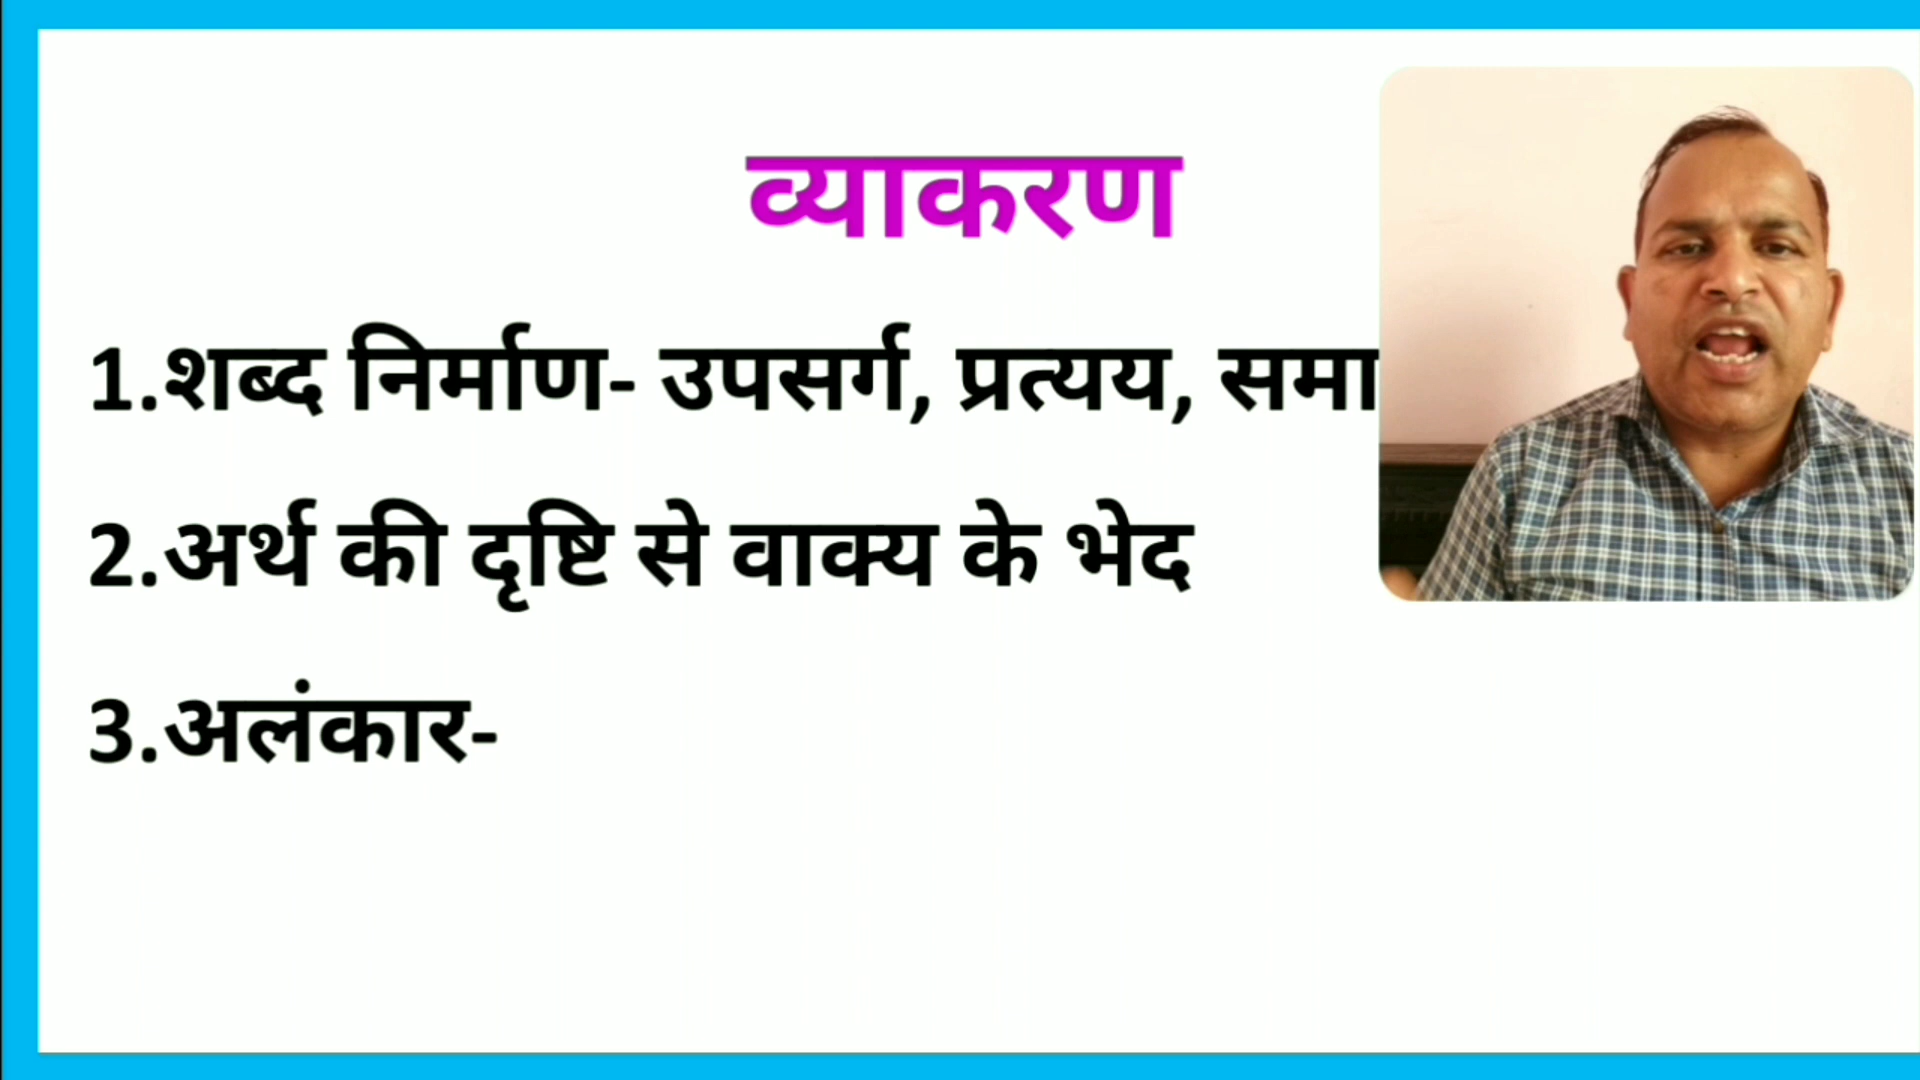 व्याकरण
1.शब्द निर्माण- उपसर्ग, प्रत्यय, समा
2.अर्थ की दृष्टि से वाक्य के भेद
3.अलंकार-